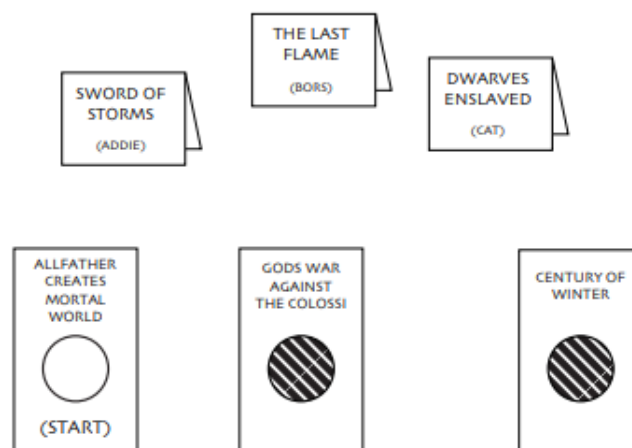 THE LAST
FLAME
(BORS)
SWORD OF
STORMS
(ADDIE)
DWARVES
ENSLAVED
(CAT)
ALLFATHER
CREATES
MORTAL
WORLD
(START)
GODS WAR
AGAINST
THE COLOSSI
CENTURY OF
WINTER